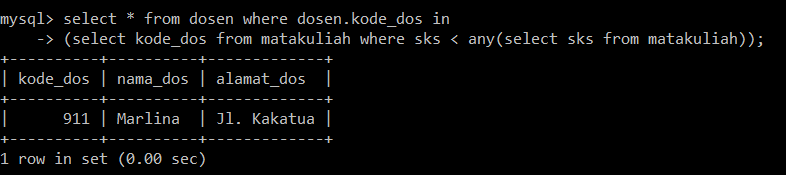 mysql> select * from dosen where dosen.kode_dos in
    -> (select kode_dos from matakuliah where sks < any(select sks from matakuliah));
+----------+----------+-------------+
| kode_dos | nama_dos | alamat_dos  |
+----------+----------+-------------+
|      911 | Marlina  | Jl. Kakatua |
+----------+----------+-------------+
1 row in set (0.00 sec)